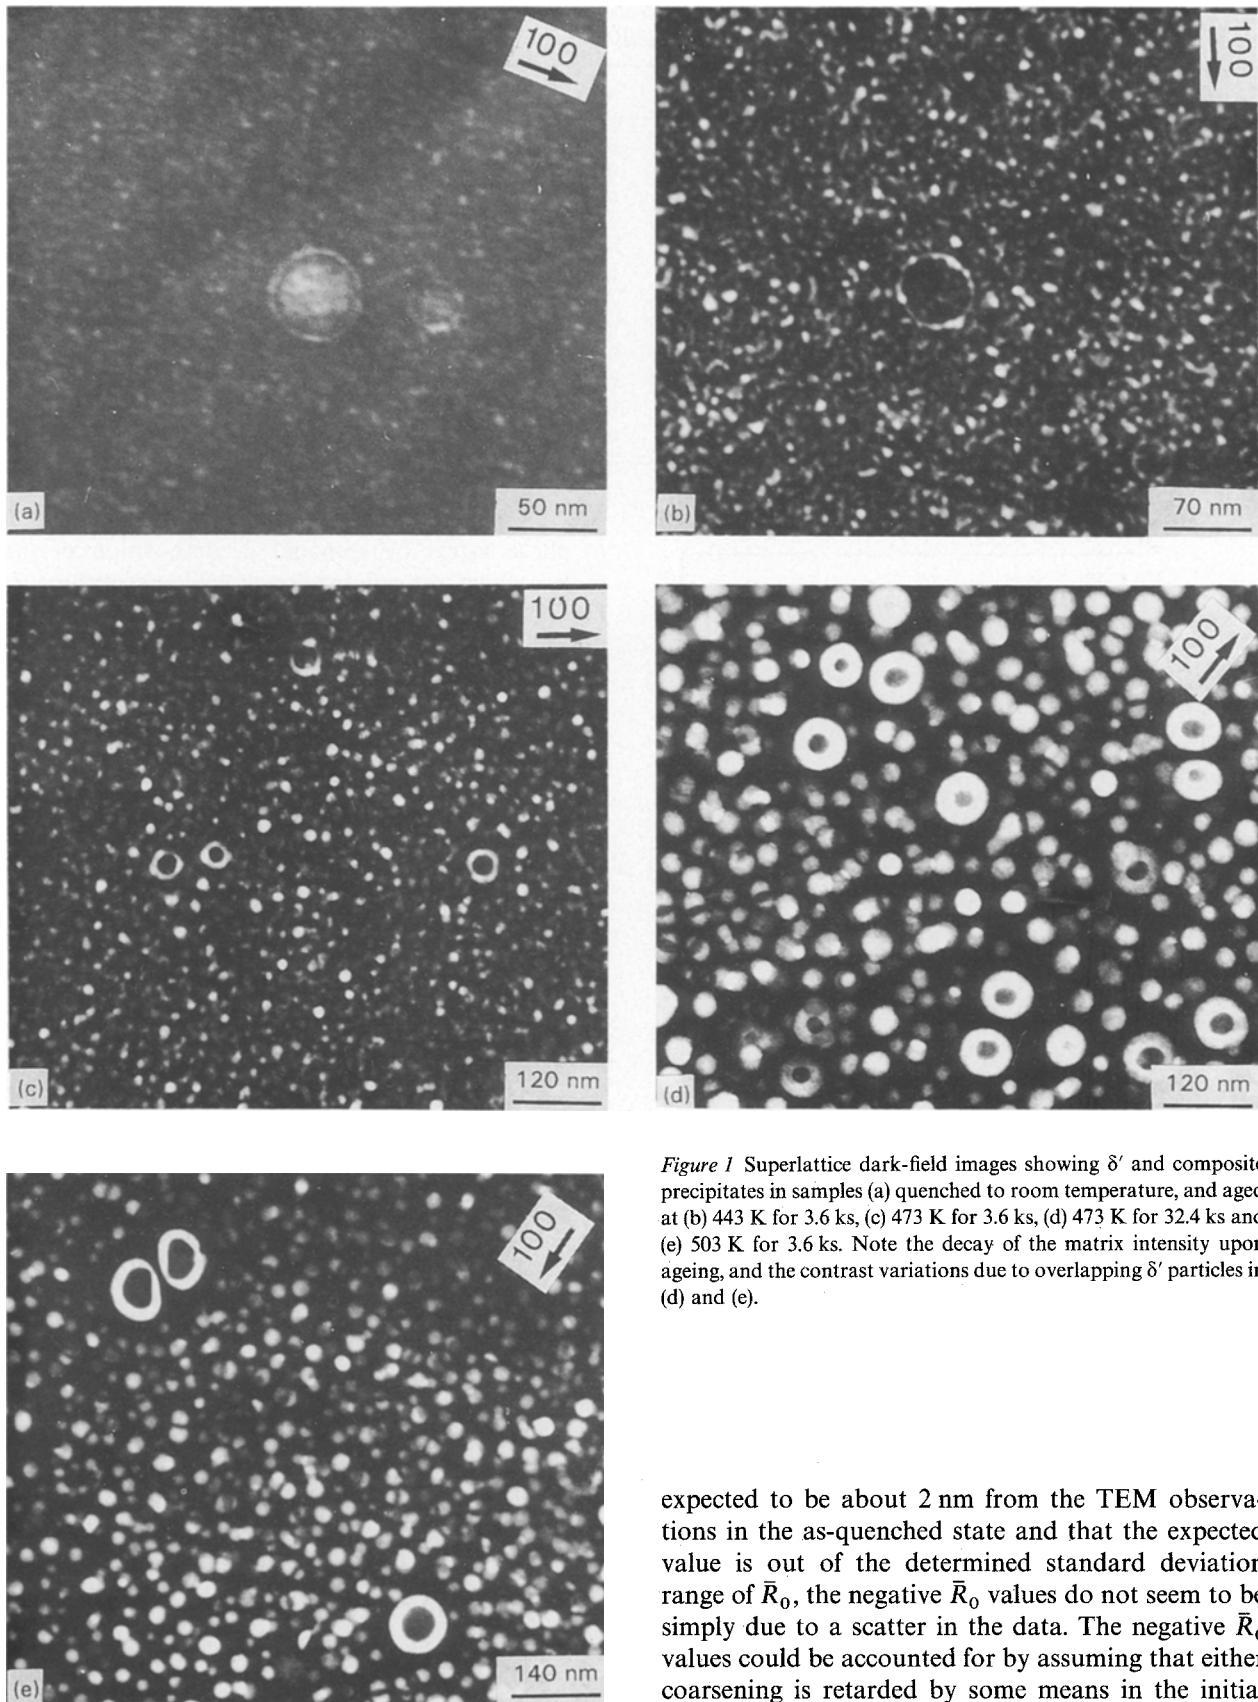 100
100
(a)
50 nm
(b)
70 nm
100
100
(c)
120 nm
(d)
120 nm
Figure 1 Superlattice dark-field images showing δ′ and composite
precipitates in samples (a) quenched to room temperature, and aged
at (b) 443 K for 3.6 ks, (c) 473 K for 3.6 ks, (d) 473 K for 32.4 ks and
(e) 503 K for 3.6 ks. Note the decay of the matrix intensity upon
ageing, and the contrast variations due to overlapping δ′ particles in
(d) and (e).
100
(e)
140 nm
expected to be about 2 nm from the TEM observa-
tions in the as-quenched state and that the expected
value is out of the determined standard deviation
range of R̄₀, the negative R̄₀ values do not seem to be
simply due to a scatter in the data. The negative R̄₀
values could be accounted for by assuming that either
coarsening is retarded by some means in the initial